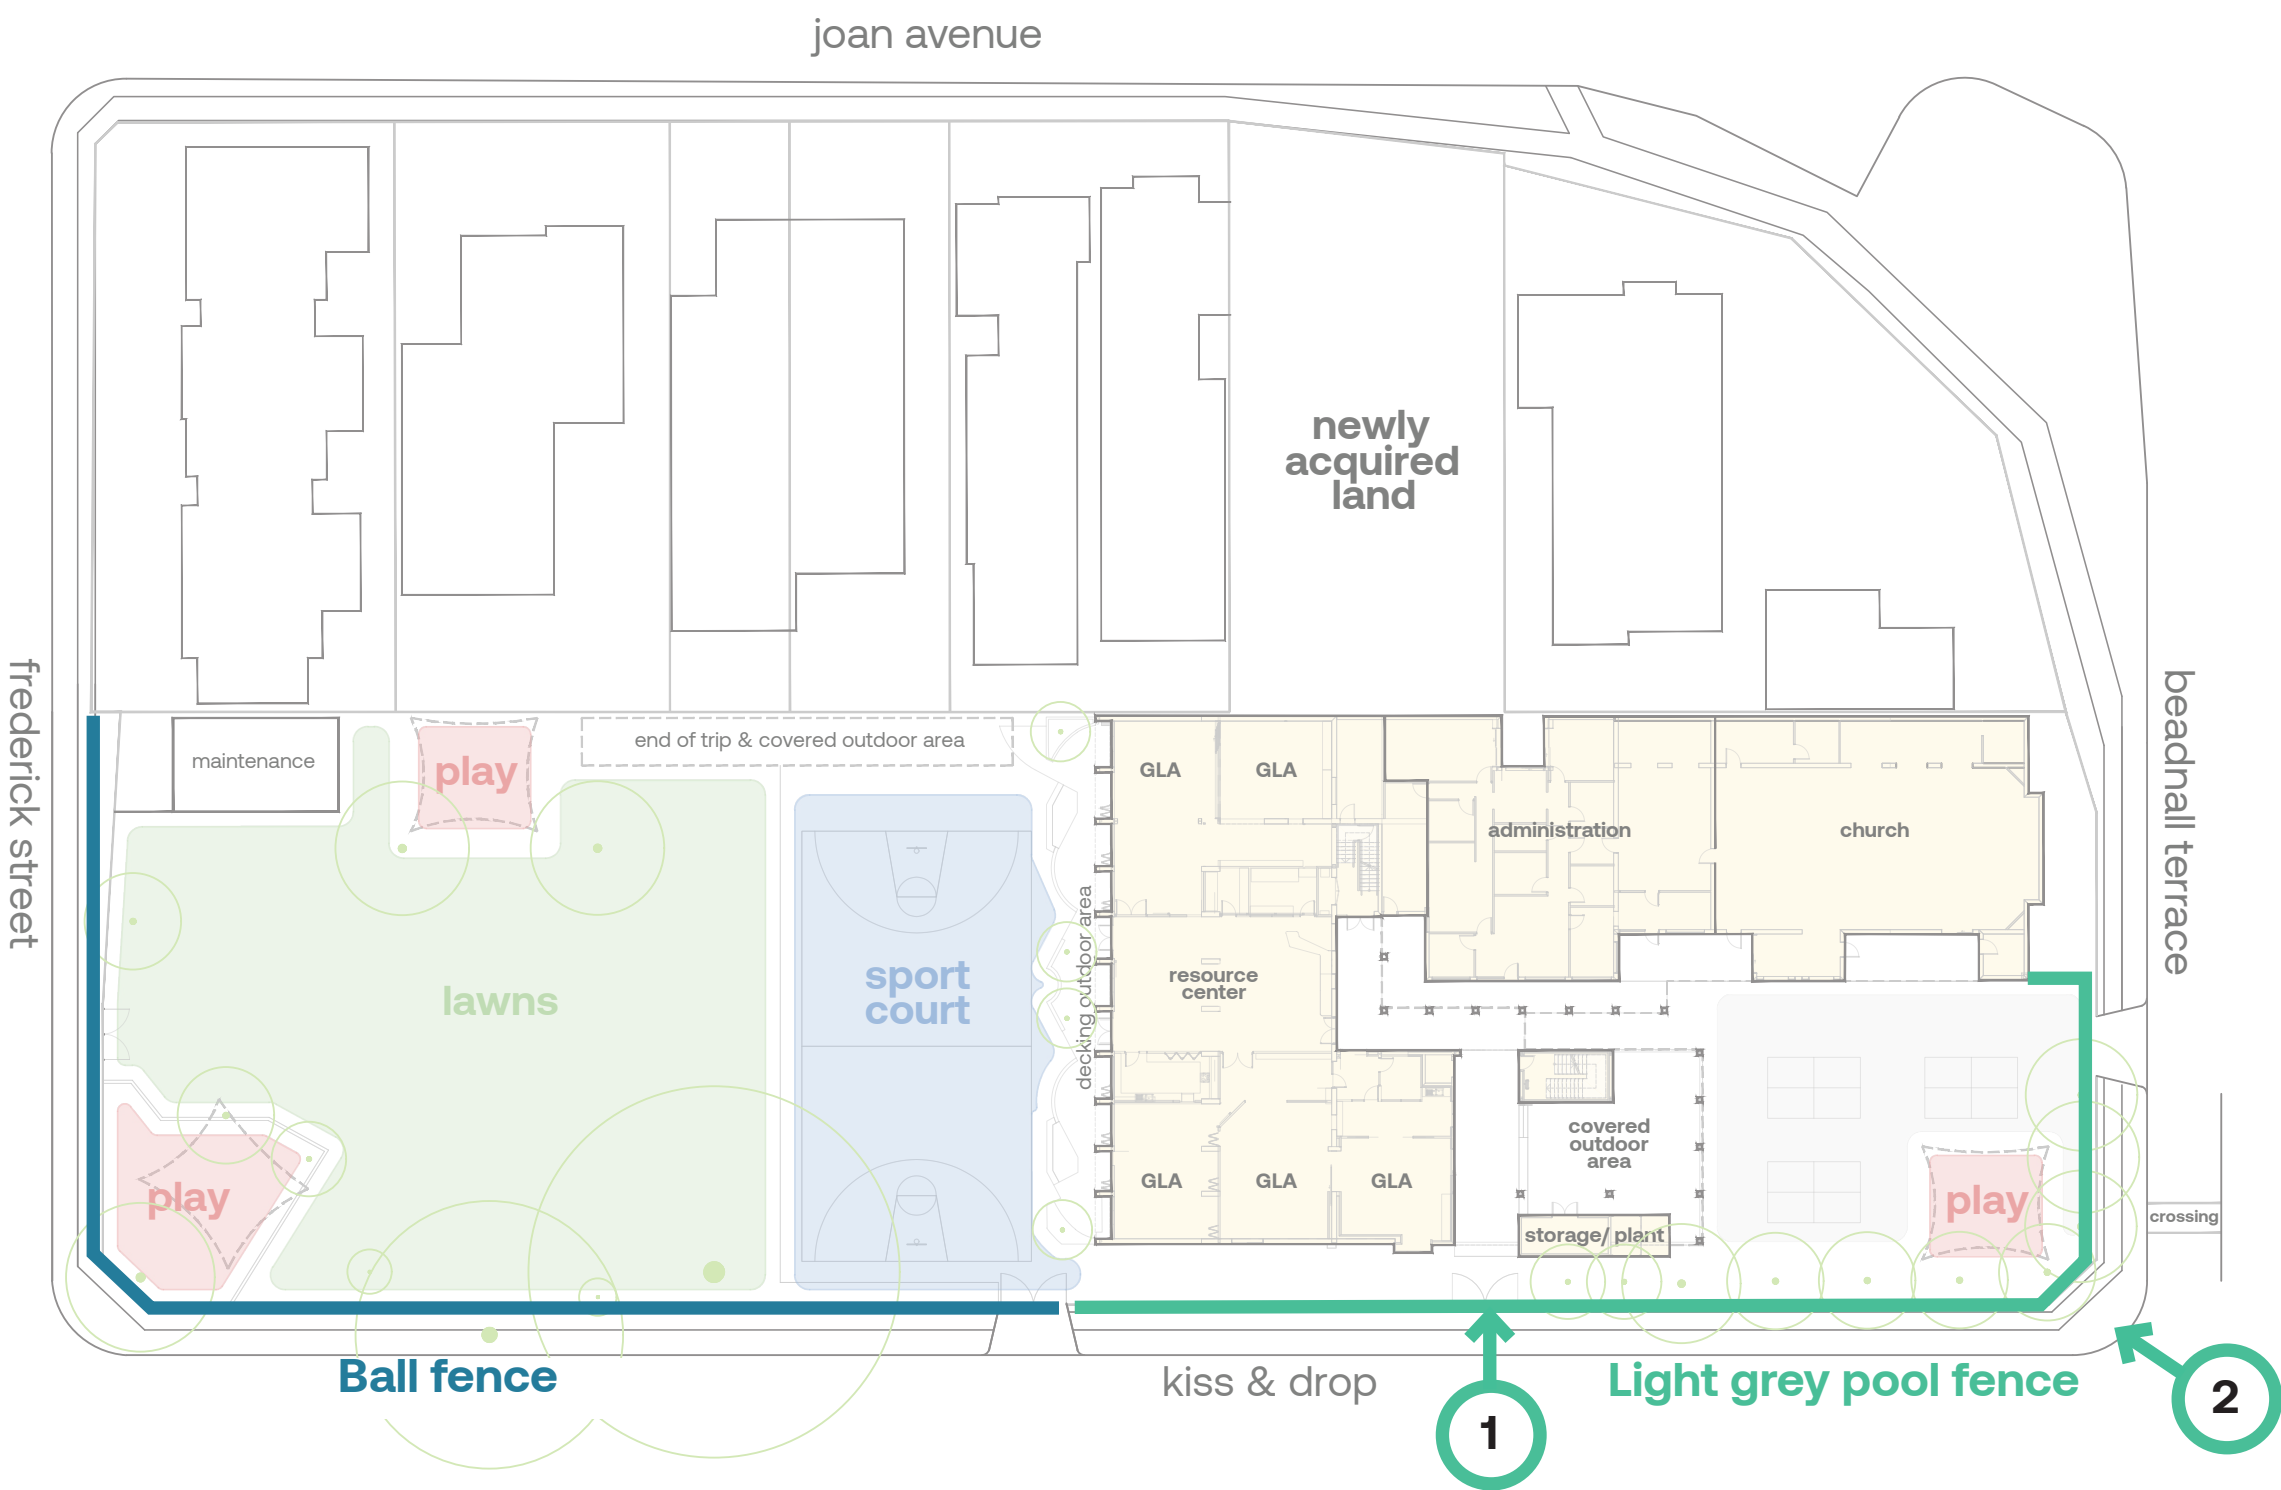 joan avenue
newly
acquired
land
frederick street
beadnall terrace
maintenance
play
end of trip & covered outdoor area
GLA
GLA
administration
church
lawns
sport
court
decking outdoor area
resource
center
play
GLA
GLA
GLA
covered
outdoor
area
storage/ plant
play
crossing
Ball fence
kiss & drop
Light grey pool fence
1
2